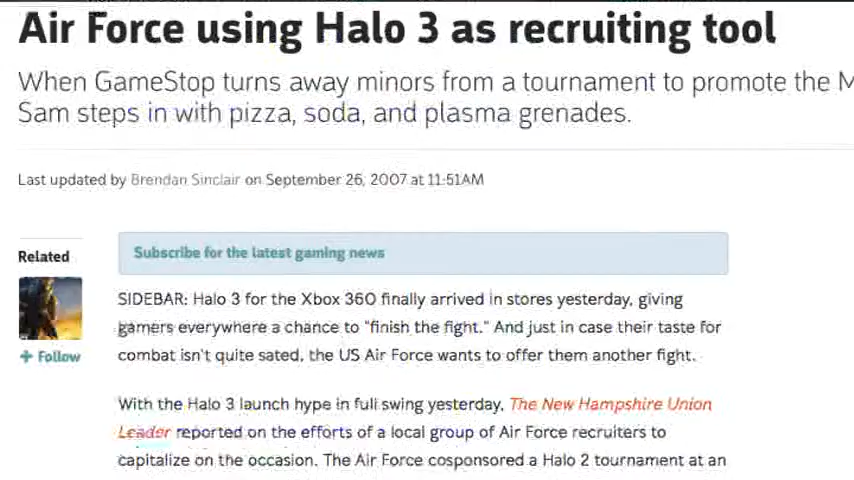 Air Force using Halo 3 as recruiting tool
When GameStop turns away minors from a tournament to promote the
Sam steps in with pizza, soda, and plasma grenades.
Last updated by Brendan Sinclair on September 26, 2007 at 11:51AM
Related
Subscribe for the latest gaming news
SIDEBAR: Halo 3 for the Xbox 360 finally arrived in stores yesterday, giving
gamers everywhere a chance to "finish the fight." And just in case their taste for
+ Follow
combat isn't quite sated, the US Air Force wants to offer them another fight.
With the Halo 3 launch hype in full swing yesterday, The New Hampshire Union
Leader reported on the efforts of a local group of Air Force recruiters to
capitalize on the occasion. The Air Force cosponsored a Halo 2 tournament at an